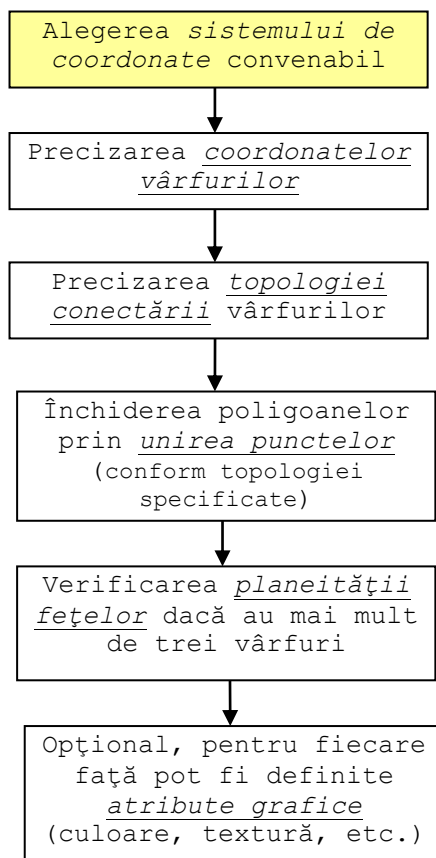 Alegerea sistemului de
coordonate convenabil
Precizarea coordonatelor
vârfurilor
Precizarea topologiei
conectării vârfurilor
Închiderea poligoanelor
prin unirea punctelor
(conform topologiei
specificate)
Verificarea planeităţii
feţelor dacă au mai mult
de trei vârfuri
Opţional, pentru fiecare
faţă pot fi definite
atribute grafice
(culoare, textură, etc.)